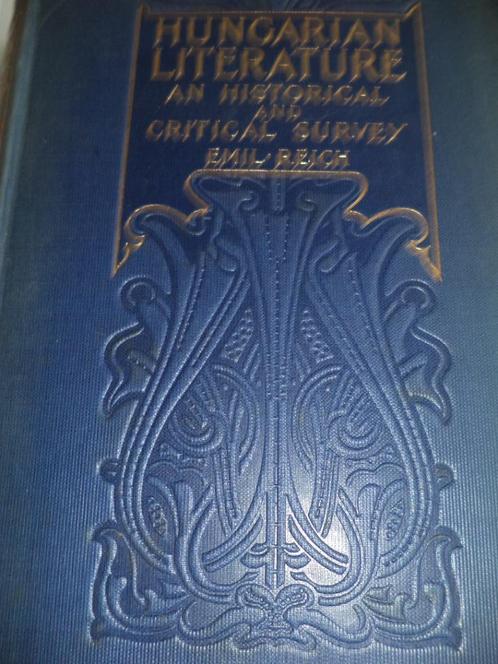 HUNGARIAN
LITERATURE
AN HISTORICAL
AND
CRITICAL SURVEY
EMIL REICH